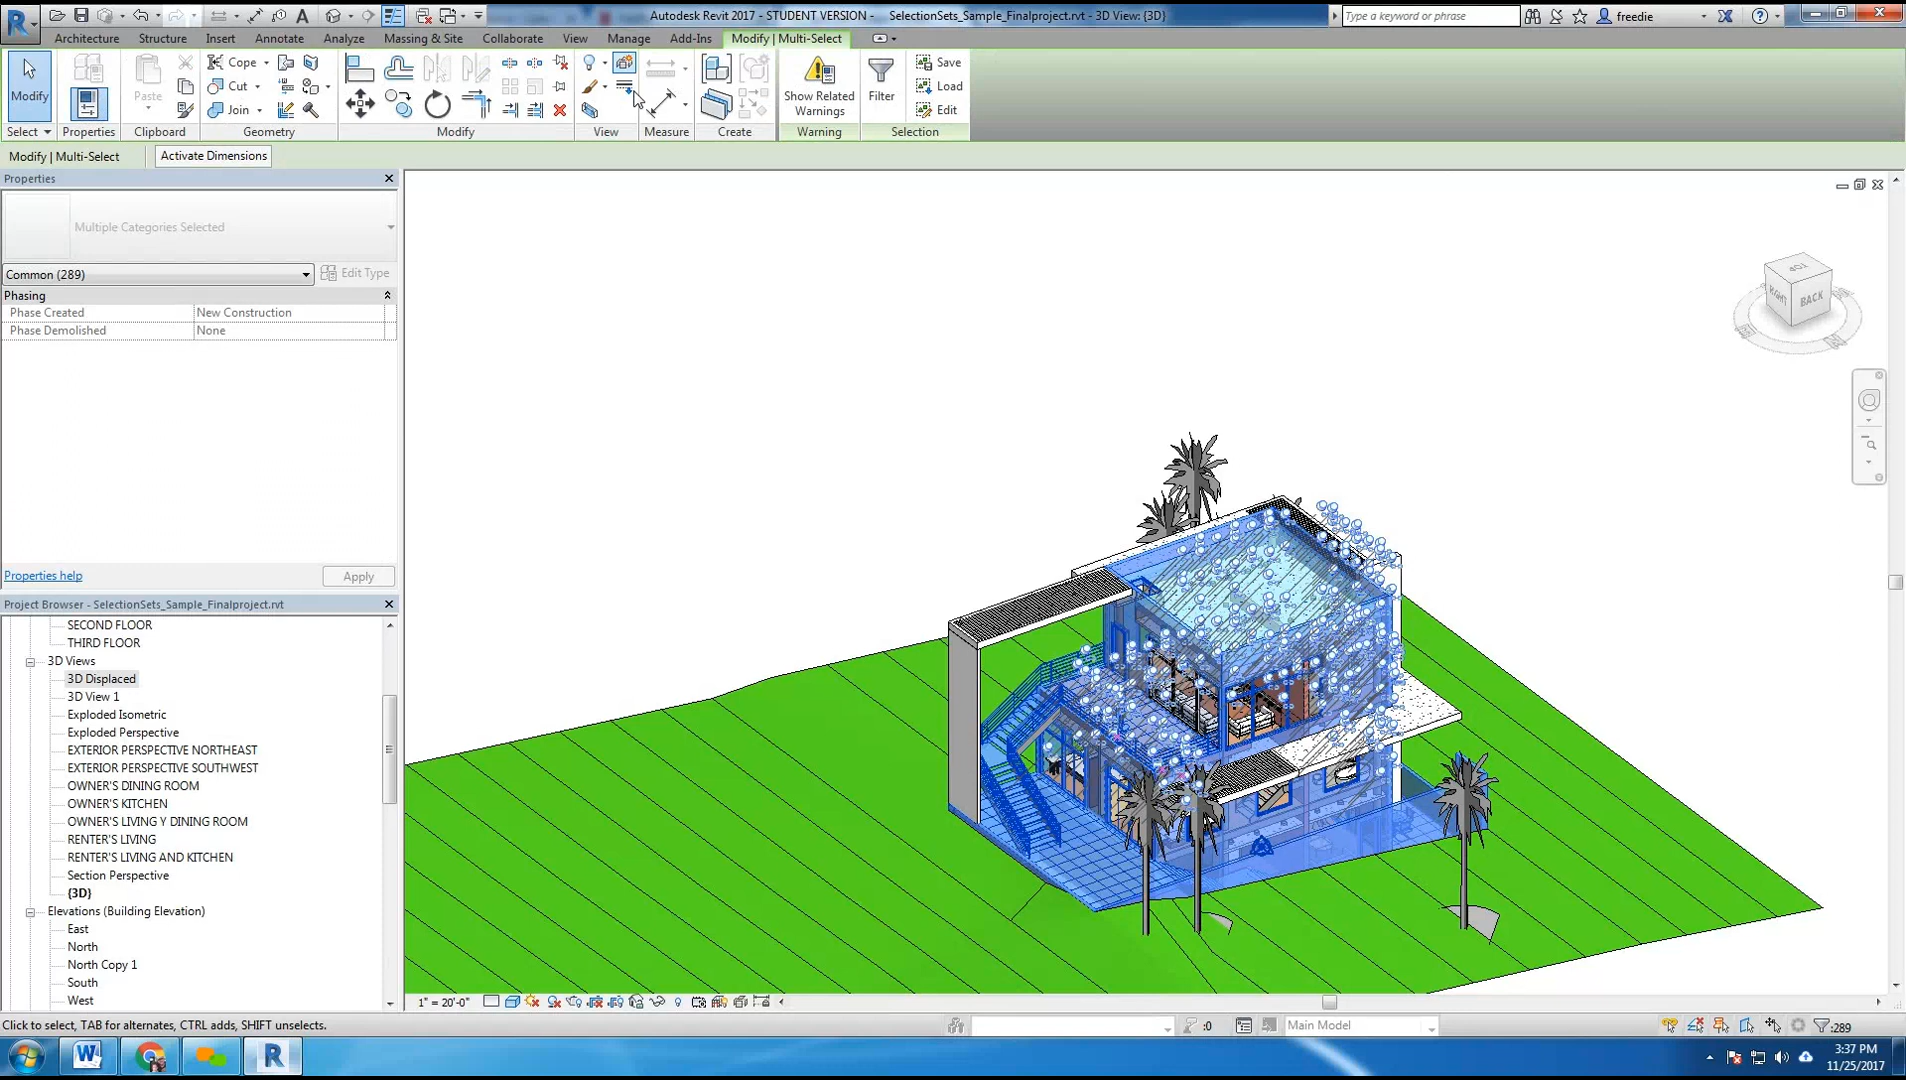 Autodesk Revit 2017 - STUDENT VERSION - SelectionSets_Sample_Finalproject.rvt - 3D View: {3D}
Type a keyword or phrase
freedie
Architecture Structure Insert Annotate Analyze Massing & Site Collaborate View Manage Add-Ins Modify | Multi-Select
Modify
Paste
Cope
Cut
Join
Show Related
Warnings
Filter
Save
Load
Edit
Select Properties Clipboard Geometry Modify View Measure Create Warning Selection
Modify | Multi-Select Activate Dimensions
Properties
Multiple Categories Selected
Common (289) Edit Type
Phasing
Phase Created New Construction
Phase Demolished None
Properties help Apply
Project Browser - SelectionSets_Sample_Finalproject.rvt
SECOND FLOOR
THIRD FLOOR
3D Views
3D Displaced
3D View 1
Exploded Isometric
Exploded Perspective
EXTERIOR PERSPECTIVE NORTHEAST
EXTERIOR PERSPECTIVE SOUTHWEST
OWNER'S DINING ROOM
OWNER'S KITCHEN
OWNER'S LIVING Y DINING ROOM
RENTER'S LIVING
RENTER'S LIVING AND KITCHEN
Section Perspective
{3D}
Elevations (Building Elevation)
East
North
North Copy 1
South
West
TOP
RIGHT
BACK
1" = 20'-0"
Click to select, TAB for alternates, CTRL adds, SHIFT unselects.
:0
Main Model
:289
3:37 PM
11/25/2017